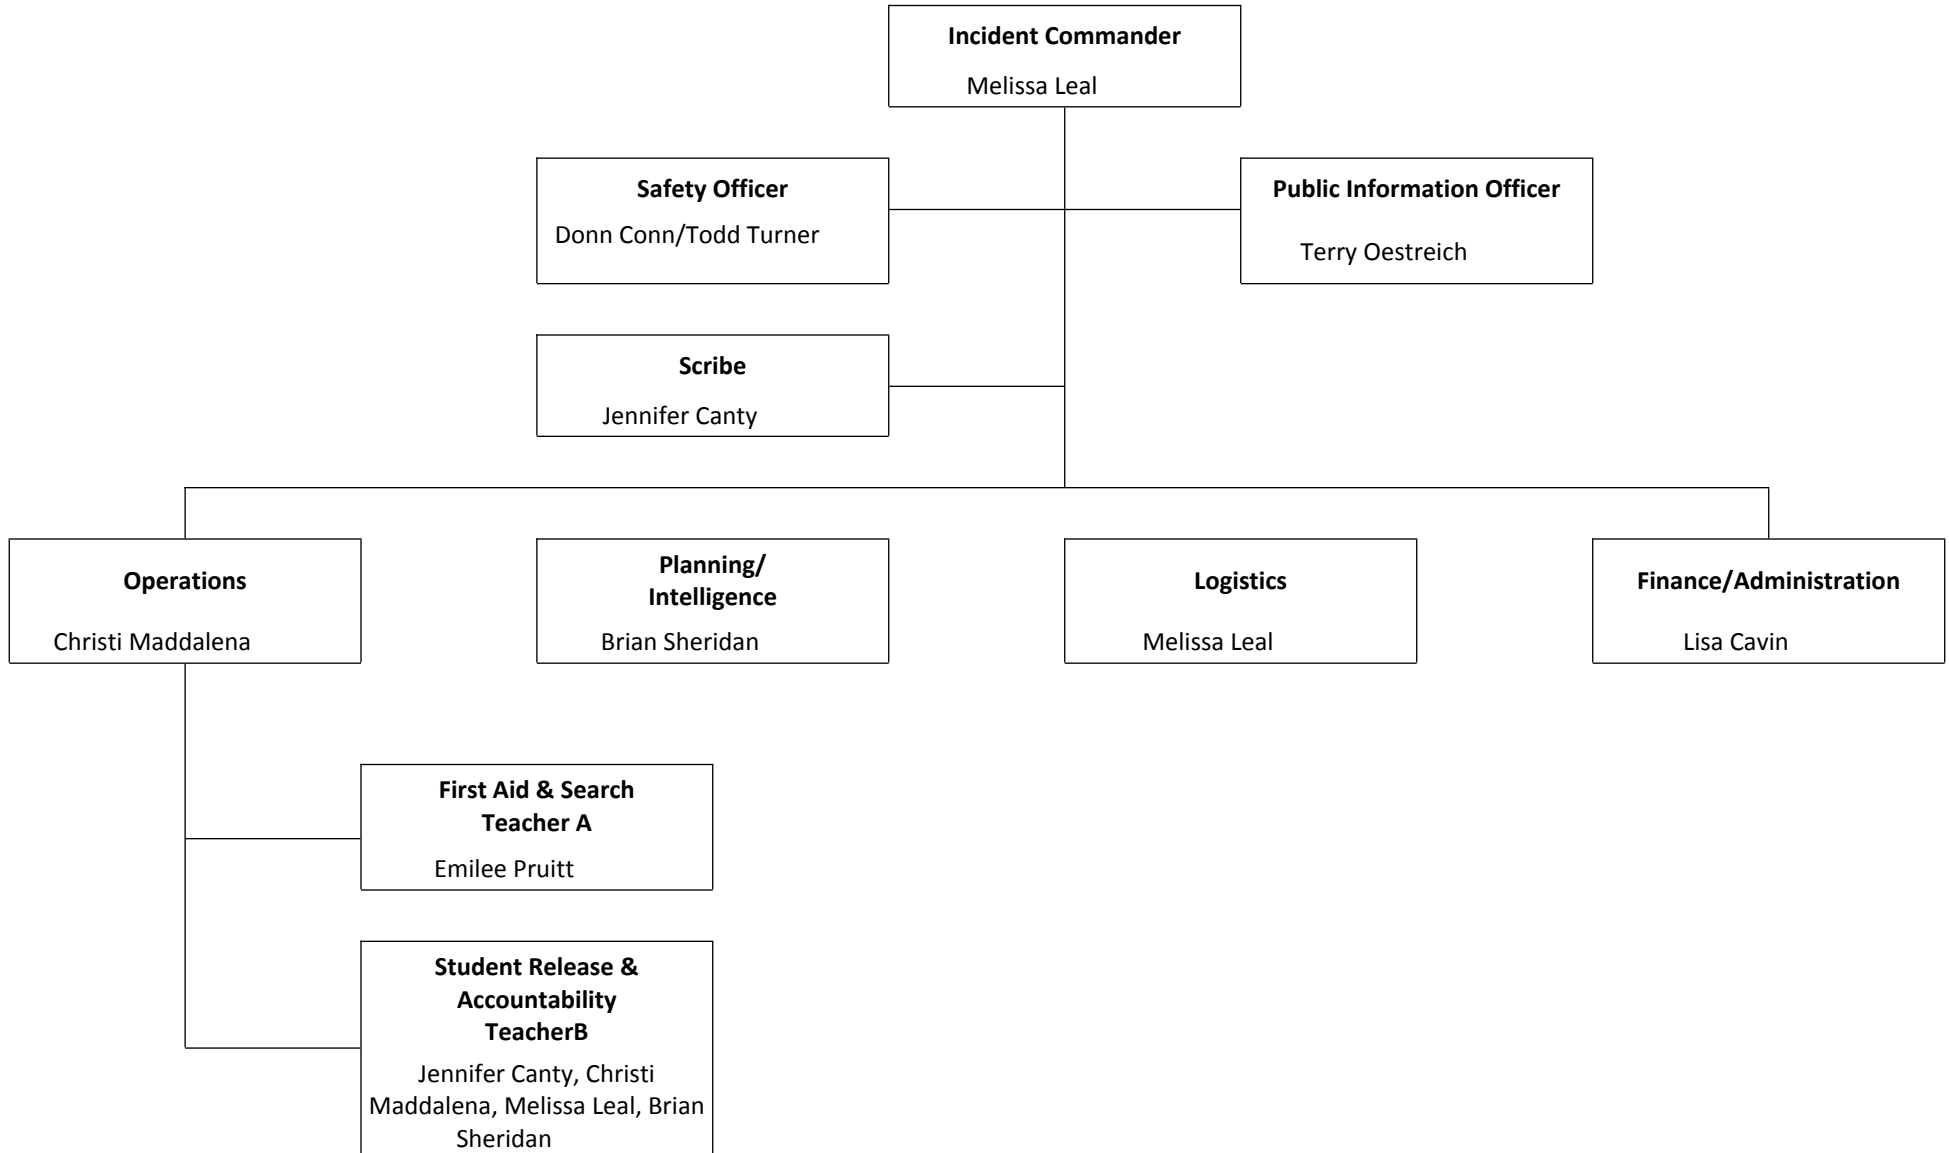 Incident Commander
Melissa Leal
Safety Officer
Donn Conn/Todd Turner
Public Information Officer
Terry Oestreich
Scribe
Jennifer Canty
Operations
Christi Maddalena
Planning/
Intelligence
Brian Sheridan
Logistics
Melissa Leal
Finance/Administration
Lisa Cavin
First Aid & Search
Teacher A
Emilee Pruitt
Student Release &
Accountability
TeacherB
Jennifer Canty, Christi
Maddalena, Melissa Leal, Brian
Sheridan